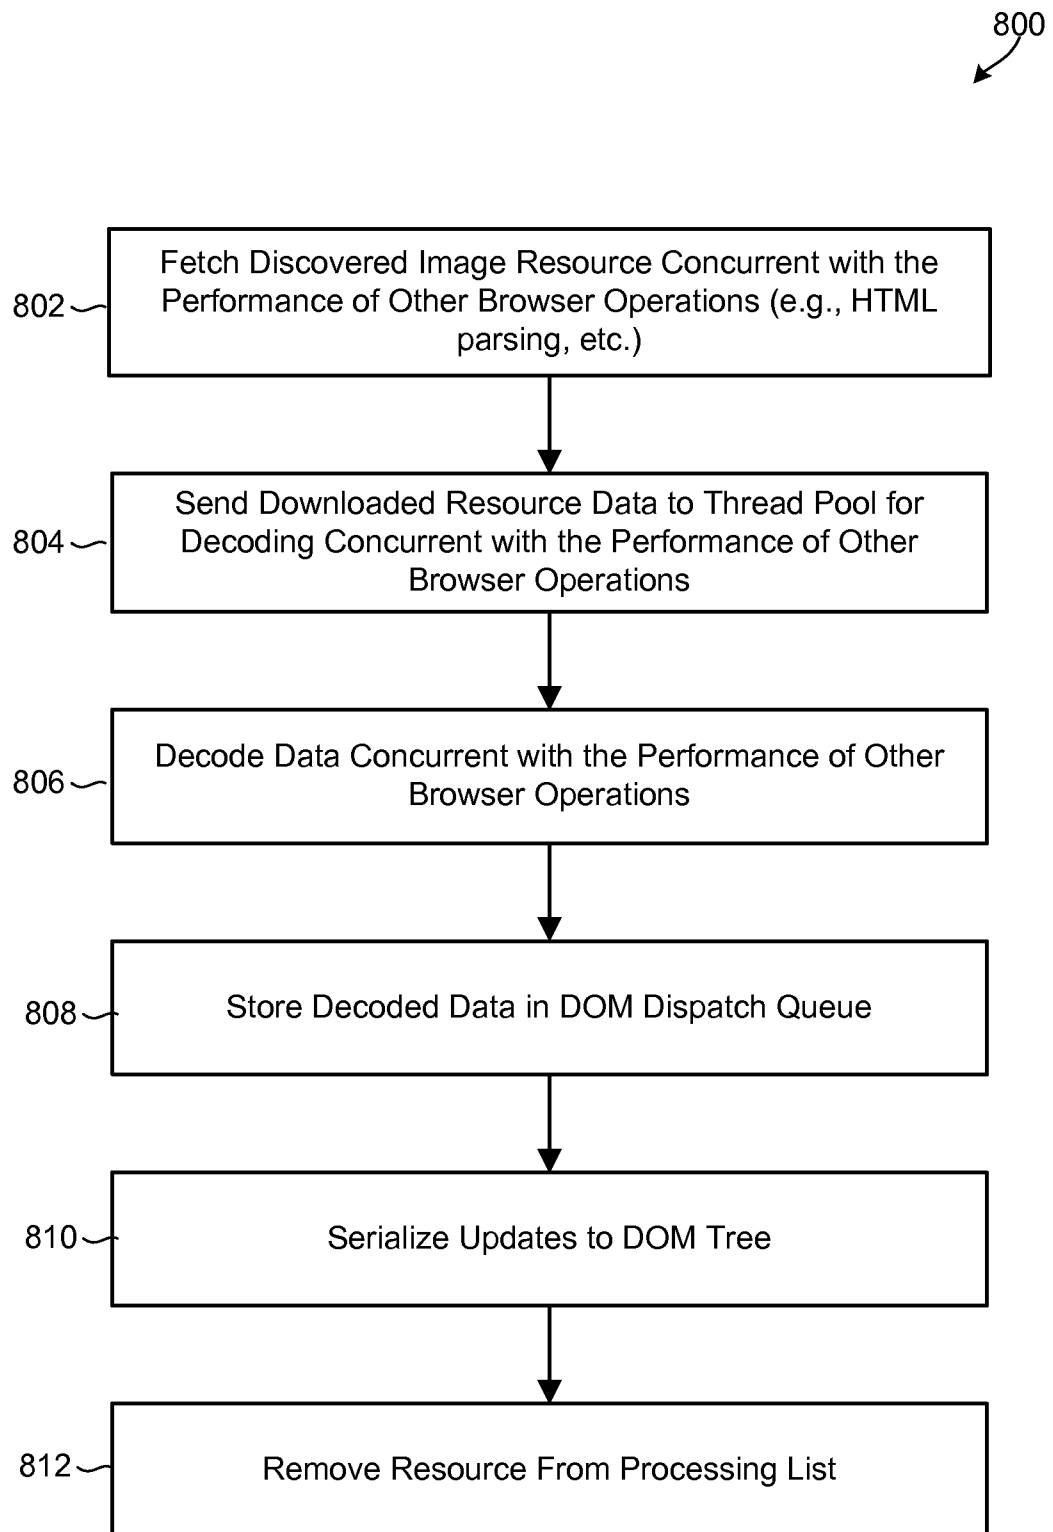 800
Fetch Discovered Image Resource Concurrent with the
Performance of Other Browser Operations (e.g., HTML
parsing, etc.)
802
Send Downloaded Resource Data to Thread Pool for
Decoding Concurrent with the Performance of Other
Browser Operations
804
Decode Data Concurrent with the Performance of Other
Browser Operations
806
Store Decoded Data in DOM Dispatch Queue
808
Serialize Updates to DOM Tree
810
Remove Resource From Processing List
812